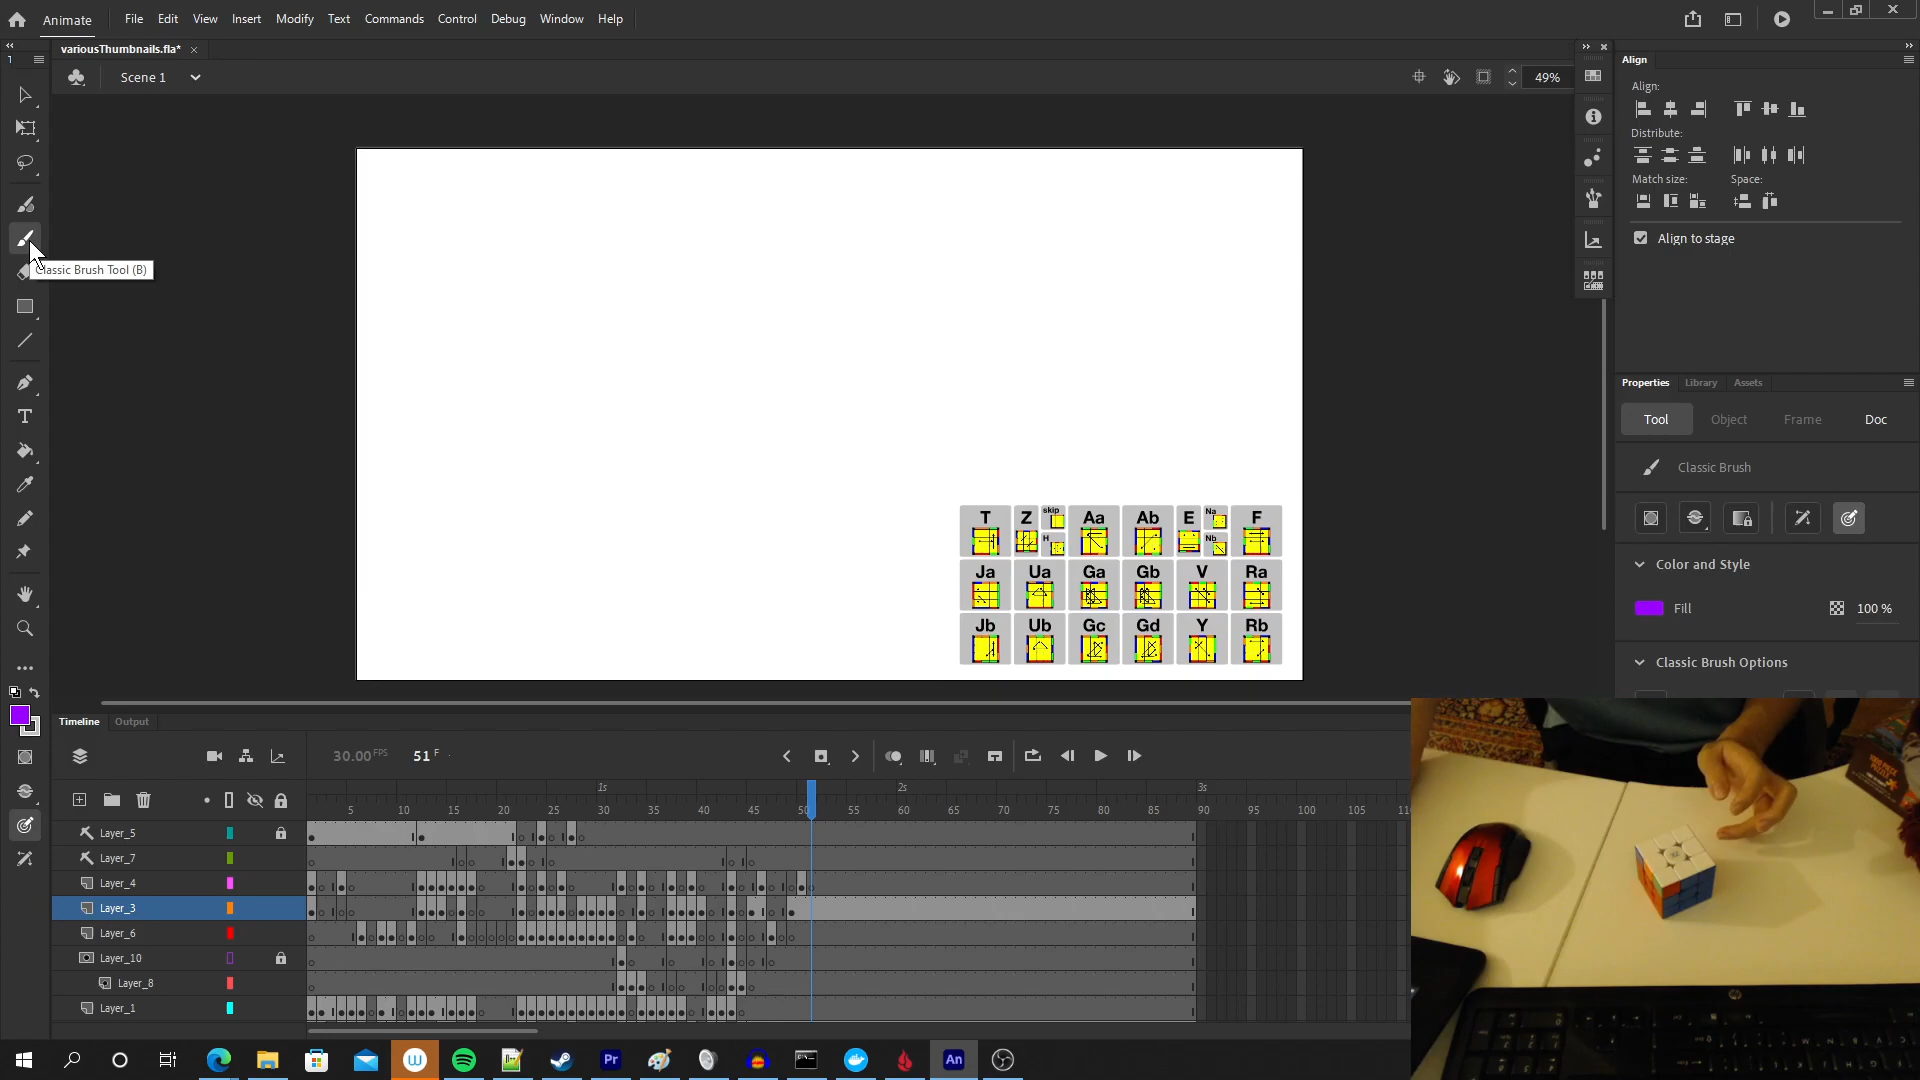 Animate File Edit View Insert Modify Text Commands Control Debug Window Help
variousThumbnails.fla*
1
Scene 1
49%
Classic Brush Tool (B)
Align
Align:
Distribute:
Match size: Space:
Align to stage
Properties Library Assets
Tool Object Frame Doc
Classic Brush
Color and Style
Fill 100 %
Classic Brush Options
T Z skip H Aa Ab E Na Nb F
Ja Ua Ga Gb V Ra
Jb Ub Gc Gd Y Rb
Timeline Output
30.00 FPS 51 F
1s 2s 3s
5 10 15 20 25 30 35 40 45 50 55 60 65 70 75 80 85 90 95 100 105
Layer_5
Layer_7
Layer_4
Layer_3
Layer_6
Layer_10
Layer_8
Layer_1
W Pr An